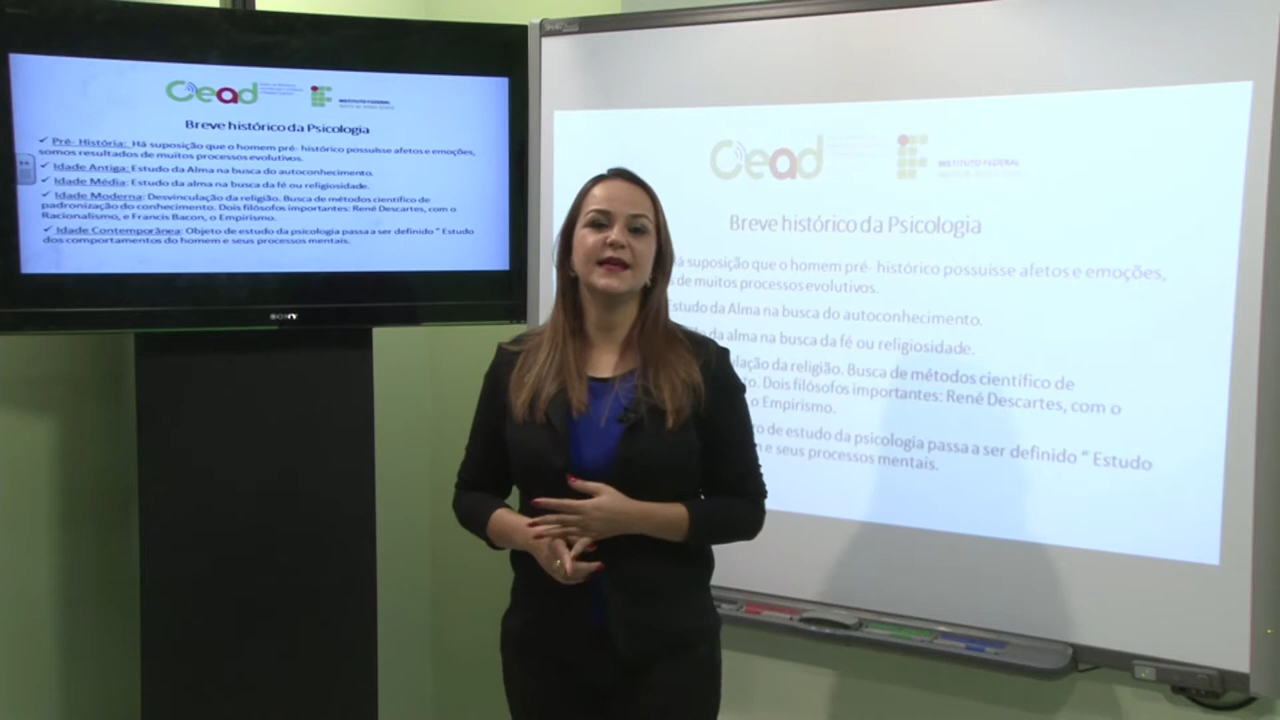 Cead
INSTITUTO FEDERAL
Breve histórico da Psicologia
✓ Pré- História: Há suposição que o homem pré- histórico possuisse afetos e emoções,
somos resultados de muitos processos evolutivos.
✓ Idade Antiga: Estudo da Alma na busca do autoconhecimento.
✓ Idade Média: Estudo da alma na busca da fé ou religiosidade.
✓ Idade Moderna: Desvinculação da religião. Busca de métodos científico de
padronização do conhecimento. Dois filósofos importantes: René Descartes, com o
Racionalismo, e Francis Bacon, o Empirismo.
✓ Idade Contemporânea: Objeto de estudo da psicologia passa a ser definido " Estudo
dos comportamentos do homem e seus processos mentais.
SONY
Cead
INSTITUTO FEDERAL
Breve histórico da Psicologia
suposição que o homem pré- histórico possuisse afetos e emoções,
de muitos processos evolutivos.
Estudo da Alma na busca do autoconhecimento.
da alma na busca da fé ou religiosidade.
da religião. Busca de métodos científico de
Dois filósofos importantes: René Descartes, com o
o Empirismo.
de estudo da psicologia passa a ser definido " Estudo
e seus processos mentais.